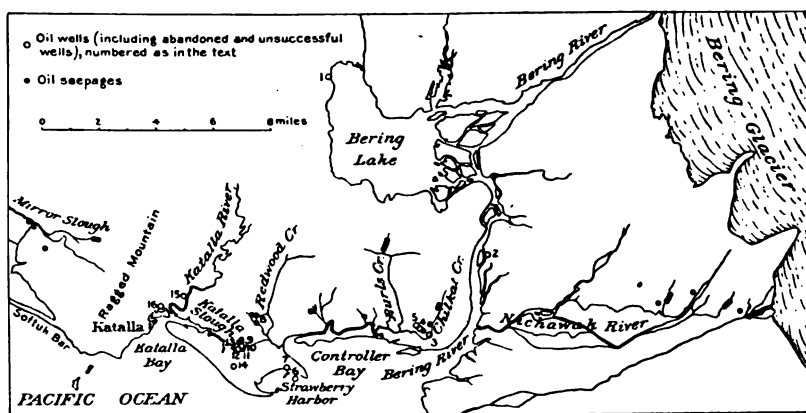 Oil wells (including abandoned and unsuccessful
wells), numbered as in the text
Oil seepages
0 2 4 6 8 miles
Bering River
Bering Glacier
1
Bering
Lake
Mirror Slough
Ragged Mountain
Katalla River
Redwood Cr
Burls Cr.
Chilkat Cr.
2
Nichawak River
16
15
Katalla
Katalla
Slough
Softuk Bar
Katalla
Bay
10
12 11
14
Controller
Bay
Bering River
Strawberry
Harbor
PACIFIC OCEAN